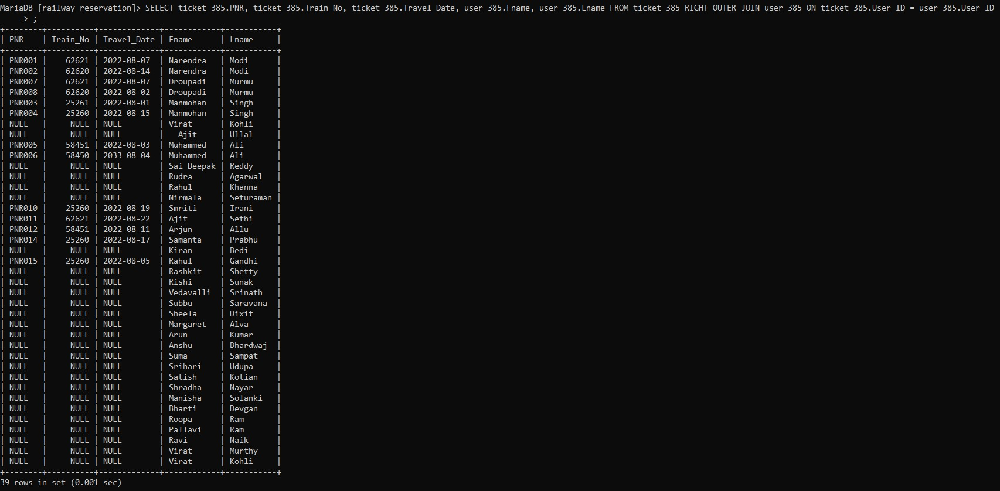 MariaDB [railway_reservation]> SELECT ticket_385.PNR, ticket_385.Train_No, ticket_385.Travel_Date, user_385.Fname, user_385.Lname FROM ticket_385 RIGHT OUTER JOIN user_385 ON ticket_385.User_ID = user_385.User_ID
    -> ;
+--------+----------+-------------+------------+-----------+
| PNR    | Train_No | Travel_Date | Fname      | Lname     |
+--------+----------+-------------+------------+-----------+
| PNR001 |    62621 | 2022-08-07  | Narendra   | Modi      |
| PNR002 |    62620 | 2022-08-14  | Narendra   | Modi      |
| PNR007 |    62621 | 2022-08-07  | Droupadi   | Murmu     |
| PNR008 |    62620 | 2022-08-02  | Droupadi   | Murmu     |
| PNR003 |    25261 | 2022-08-01  | Manmohan   | Singh     |
| PNR004 |    25260 | 2022-08-15  | Manmohan   | Singh     |
| NULL   |     NULL | NULL        | Virat      | Kohli     |
| NULL   |     NULL | NULL        |   Ajit     | Ullal     |
| PNR005 |    58451 | 2022-08-03  | Muhammed   | Ali       |
| PNR006 |    58450 | 2033-08-04  | Muhammed   | Ali       |
| NULL   |     NULL | NULL        | Sai Deepak | Reddy     |
| NULL   |     NULL | NULL        | Rudra      | Agarwal   |
| NULL   |     NULL | NULL        | Rahul      | Khanna    |
| NULL   |     NULL | NULL        | Nirmala    | Seturaman |
| PNR010 |    25260 | 2022-08-19  | Smriti     | Irani     |
| PNR011 |    62621 | 2022-08-22  | Ajit       | Sethi     |
| PNR012 |    58451 | 2022-08-11  | Arjun      | Allu      |
| PNR014 |    25260 | 2022-08-17  | Samanta    | Prabhu    |
| NULL   |     NULL | NULL        | Kiran      | Bedi      |
| PNR015 |    25260 | 2022-08-05  | Rahul      | Gandhi    |
| NULL   |     NULL | NULL        | Rashkit    | Shetty    |
| NULL   |     NULL | NULL        | Rishi      | Sunak     |
| NULL   |     NULL | NULL        | Vedavalli  | Srinath   |
| NULL   |     NULL | NULL        | Subbu      | Saravana  |
| NULL   |     NULL | NULL        | Sheela     | Dixit     |
| NULL   |     NULL | NULL        | Margaret   | Alva      |
| NULL   |     NULL | NULL        | Arun       | Kumar     |
| NULL   |     NULL | NULL        | Anshu      | Bhardwaj  |
| NULL   |     NULL | NULL        | Suma       | Sampat    |
| NULL   |     NULL | NULL        | Srihari    | Udupa     |
| NULL   |     NULL | NULL        | Satish     | Kotian    |
| NULL   |     NULL | NULL        | Shradha    | Nayar     |
| NULL   |     NULL | NULL        | Manisha    | Solanki   |
| NULL   |     NULL | NULL        | Bharti     | Devgan    |
| NULL   |     NULL | NULL        | Roopa      | Ram       |
| NULL   |     NULL | NULL        | Pallavi    | Ram       |
| NULL   |     NULL | NULL        | Ravi       | Naik      |
| NULL   |     NULL | NULL        | Virat      | Murthy    |
| NULL   |     NULL | NULL        | Virat      | Kohli     |
+--------+----------+-------------+------------+-----------+
39 rows in set (0.001 sec)